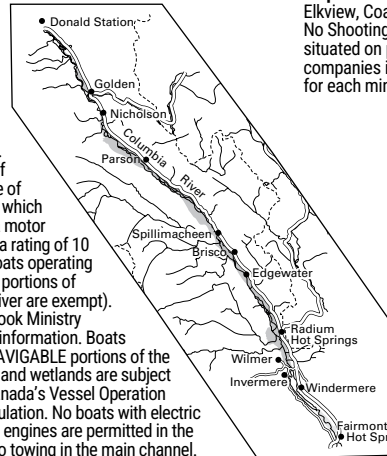 Elkview, Coa
No Shooting
situated on p
companies i
for each min
Donald Station
Golden
Nicholson
Columbia River
Parson
Spillimacheen
Brisco
Edgewater
Radium
Hot Springs
Wilmer
Invermere
Windermere
Fairmont
Hot Spr
f
e of
which
motor
a rating of 10
oats operating
portions of
iver are exempt).
ook Ministry
information. Boats
AVIGABLE portions of the
and wetlands are subject
nada's Vessel Operation
ulation. No boats with electric
engines are permitted in the
o towing in the main channel.